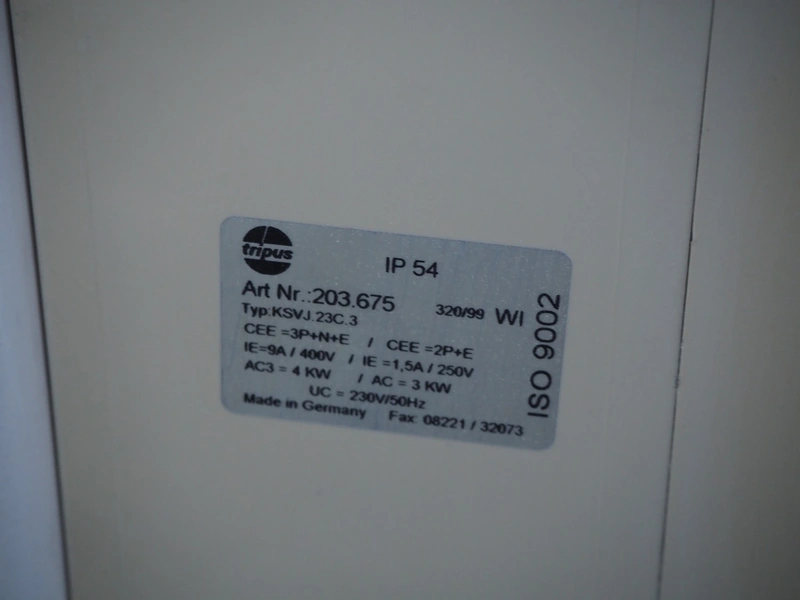 tripus
IP 54
Art Nr.:203.675 320/99 WI
Typ:KSVJ.23C.3
CEE =3P+N+E / CEE =2P+E
IE=9A / 400V / IE =1,5A / 250V
AC3 = 4 KW / AC = 3 KW
UC = 230V/50Hz
Made in Germany Fax: 08221 / 32073
ISO 9002